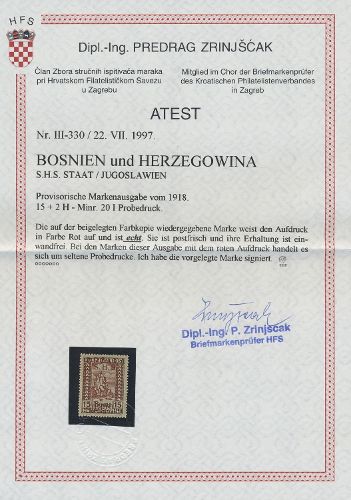 HFS
Dipl.-Ing. PREDRAG ZRINJŠĆAK
Član Zbora stručnih ispitivača maraka
pri Hrvatskom Filatelističkom Savezu
u Zagrebu
Mitglied im Chor der Briefmarkenprüfer
des Kroatischen Philatelistenverbandes
in Zagreb
ATEST
Nr. III-330 / 22. VII. 1997.
BOSNIEN und HERZEGOWINA
S.H.S. STAAT / JUGOSLAWIEN
Provisorische Markenausgabe vom 1918.
15 + 2 H - Minr. 20 I Probedruck.
Die auf der beigelegten Farbkopie wiedergegebene Marke weist den Aufdruck
in Farbe Rot auf und ist echt. Sie ist postfrisch und ihre Erhaltung ist ein-
wandfrei. Bei den Marken dieser Ausgabe mit dem roten Aufdruck handelt es
sich um seltene Probedrucke. Ich habe die vorgelegte Marke signiert.
Dipl.-Ing. P. Zrinjšćak
Briefmarkenprüfer HFS
15
15